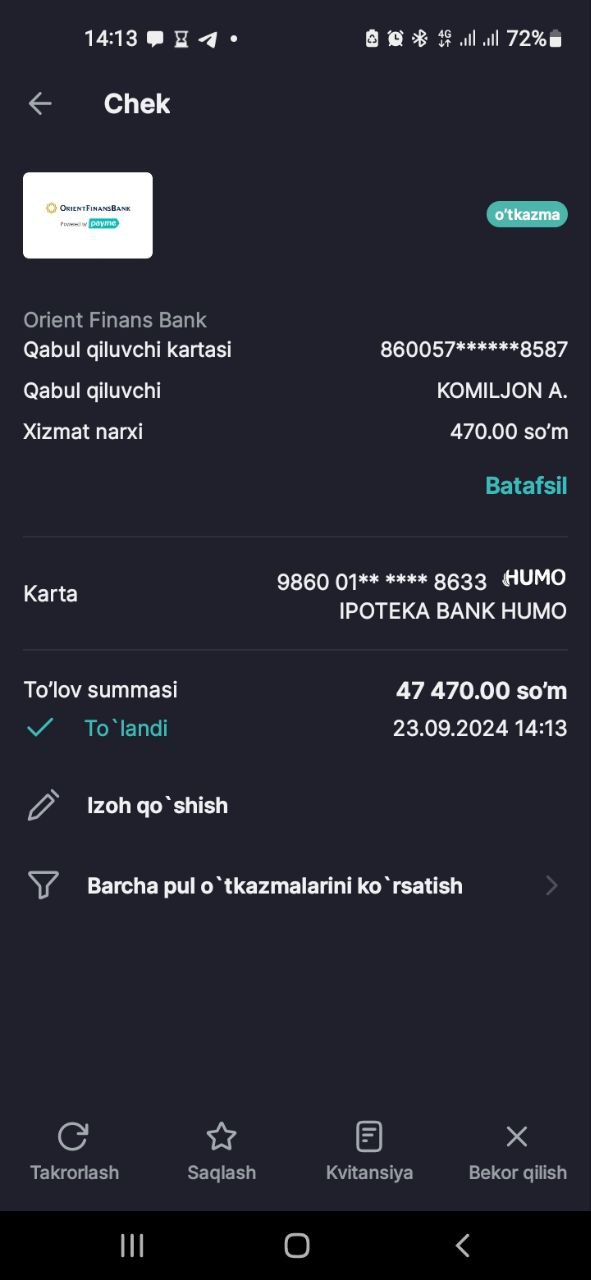 14:13 4G 72%
Chek
ORIENTFINANSBANK
Powered by payme
o'tkazma
Orient Finans Bank
Qabul qiluvchi kartasi 860057******8587
Qabul qiluvchi KOMILJON A.
Xizmat narxi 470.00 so’m
Batafsil
Karta 9860 01** **** 8633 HUMO
IPOTEKA BANK HUMO
To’lov summasi 47 470.00 so’m
To`landi 23.09.2024 14:13
Izoh qo`shish
Barcha pul o`tkazmalarini ko`rsatish
Takrorlash Saqlash Kvitansiya Bekor qilish